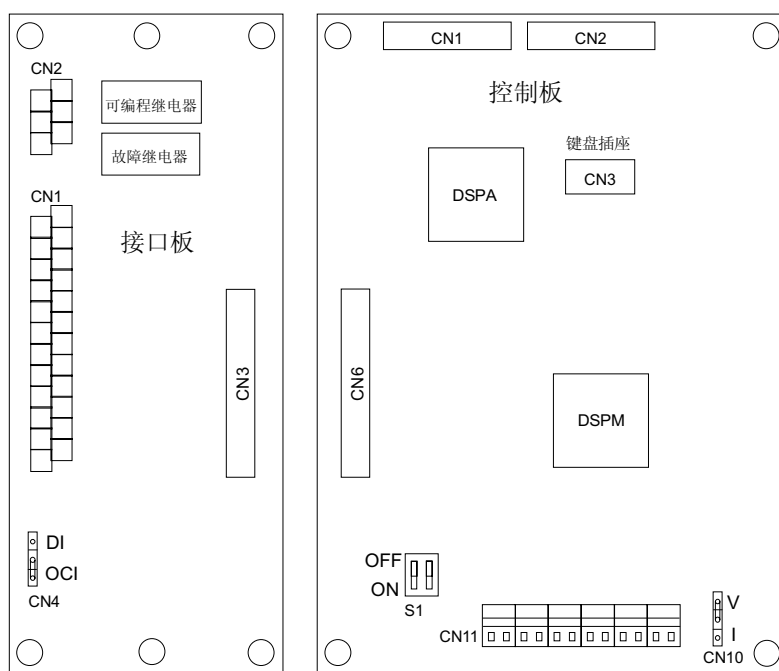 CN2
可编程继电器
故障继电器
CN1
接口板
CN3
DI
OCI
CN4
CN1
CN2
控制板
键盘插座
CN3
DSPA
CN6
DSPM
OFF
ON
S1
CN11
V
I
CN10